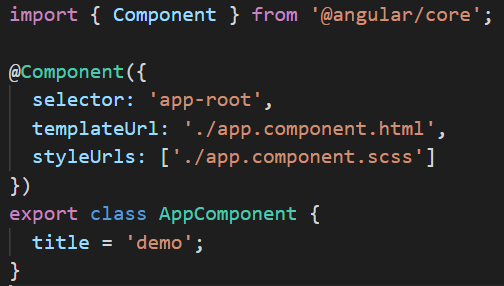 import { Component } from '@angular/core';
@Component({
selector: 'app-root',
templateUrl: './app.component.html',
styleUrls: ['./app.component.scss']
})
export class AppComponent {
title = 'demo';
}